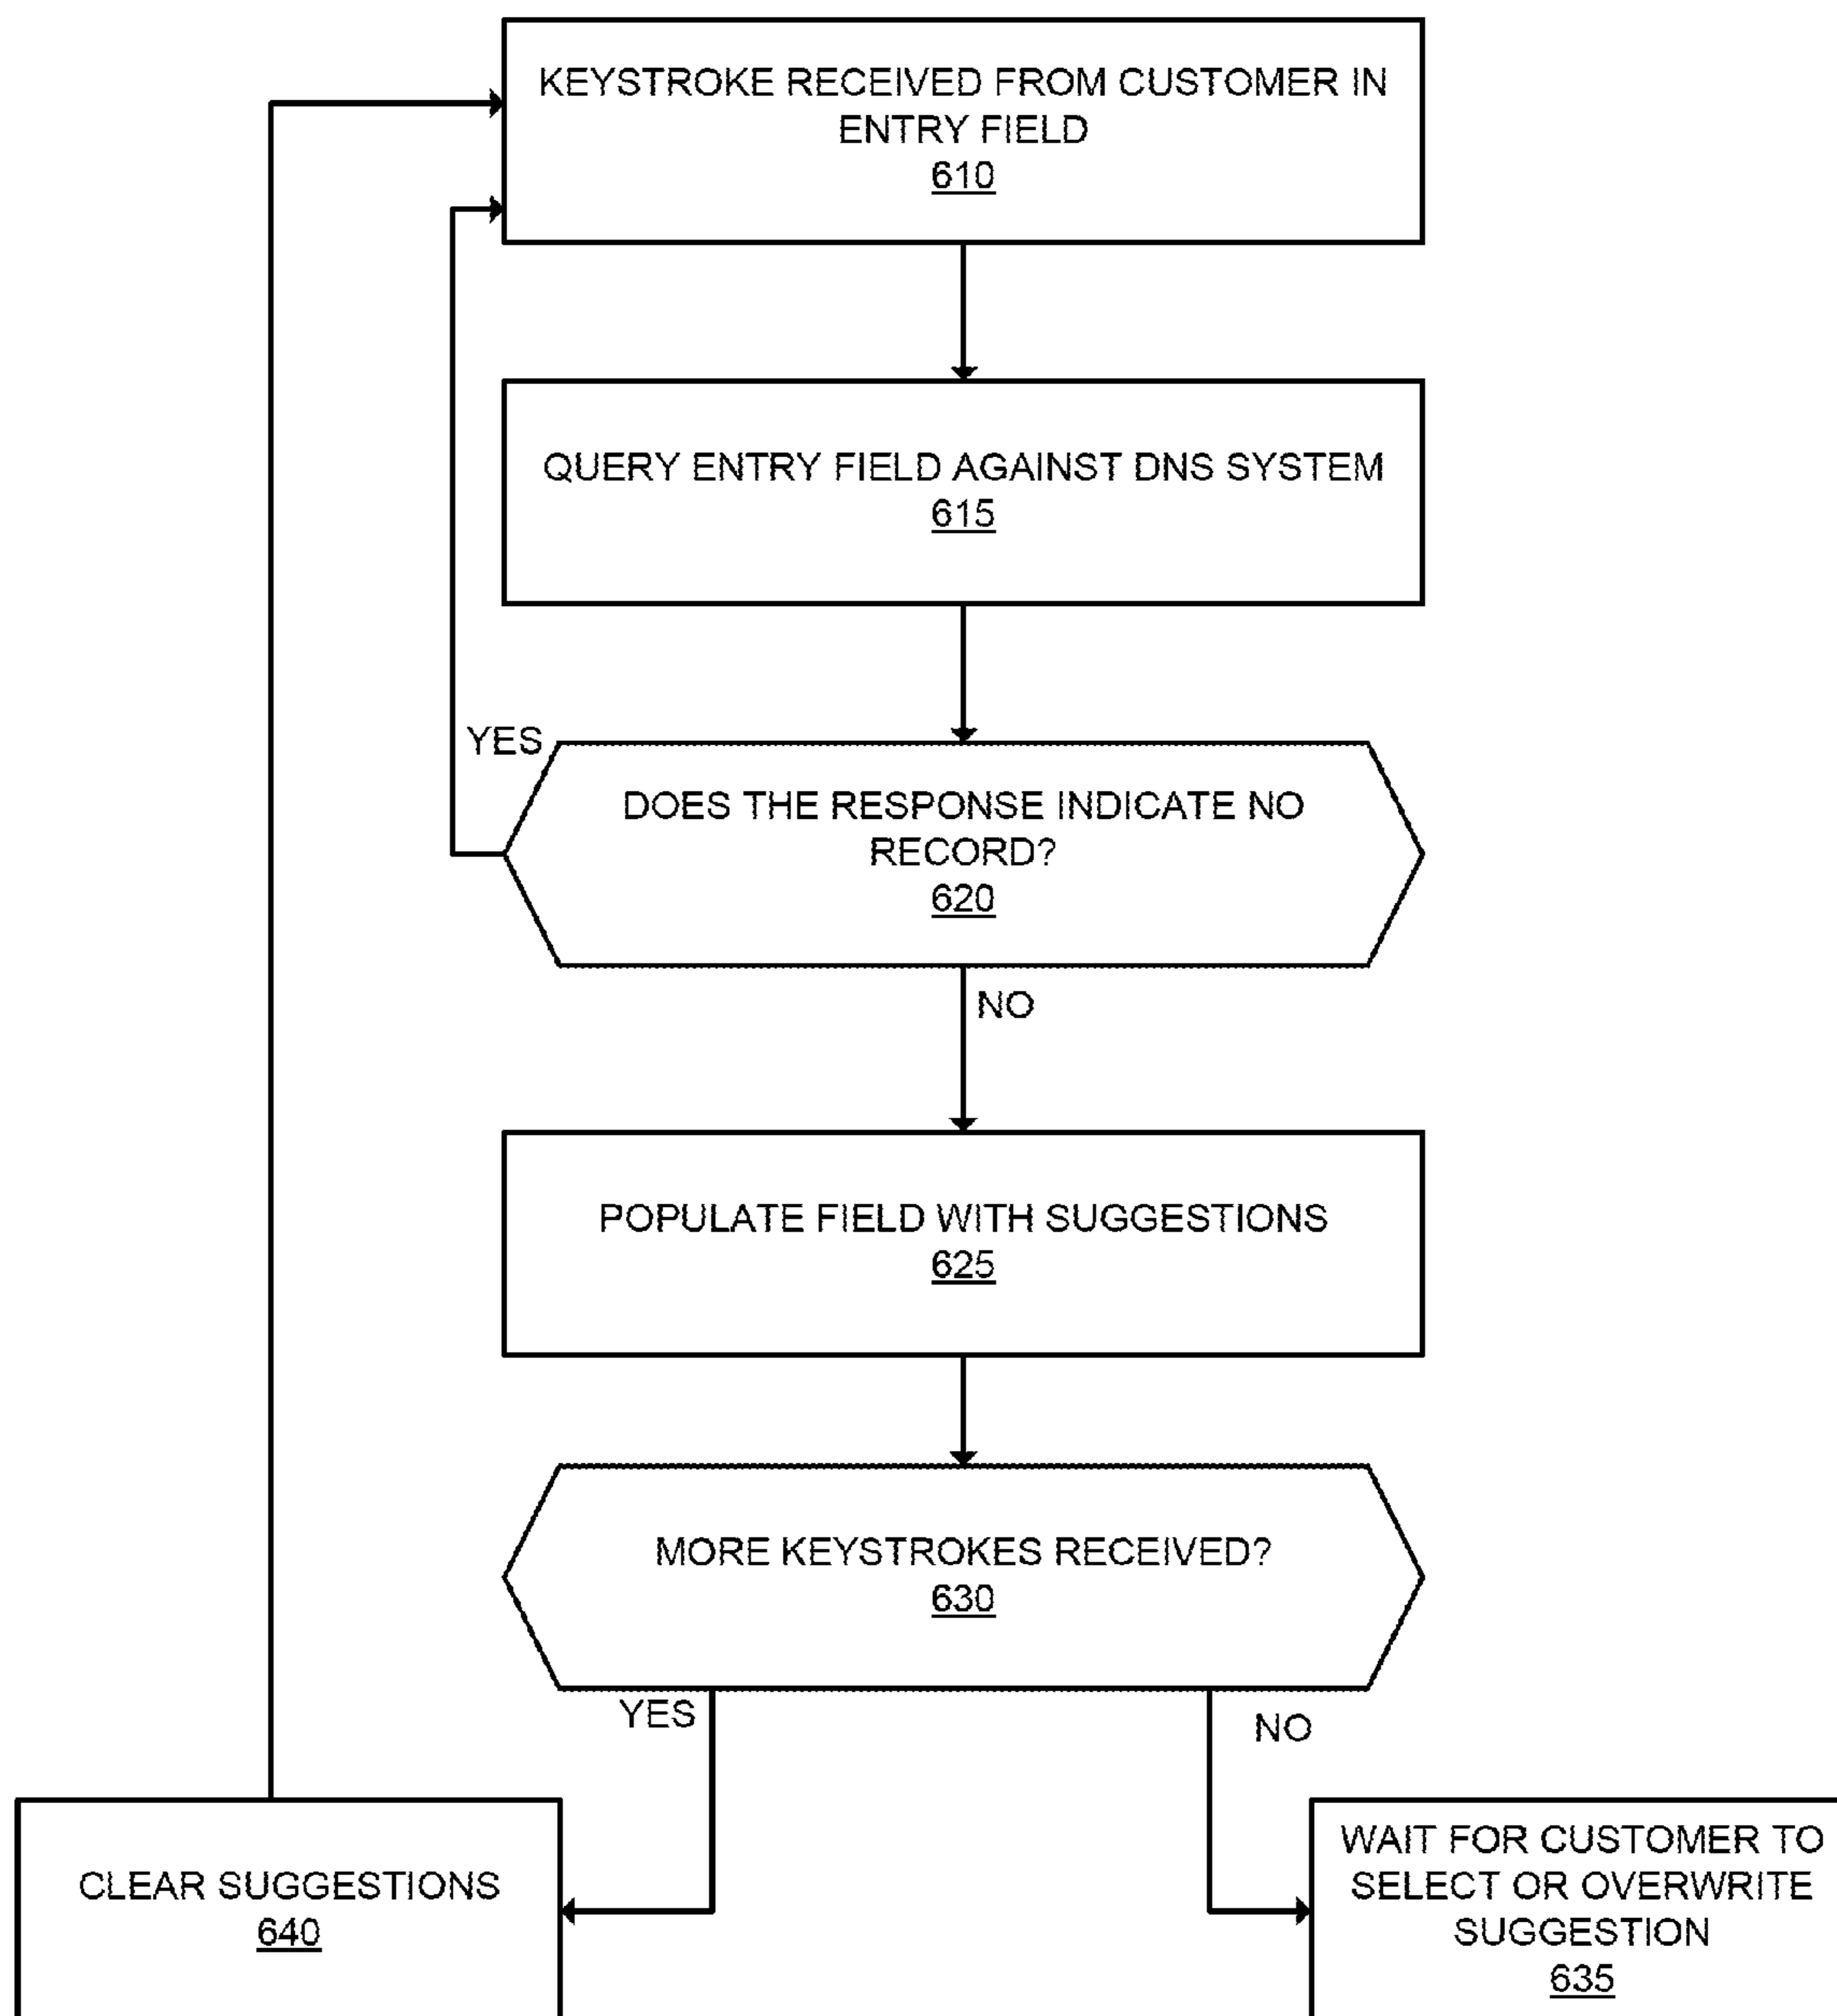 KEYSTROKE RECEIVED FROM CUSTOMER IN
ENTRY FIELD
610
QUERY ENTRY FIELD AGAINST DNS SYSTEM
615
YES
DOES THE RESPONSE INDICATE NO
RECORD?
620
NO
POPULATE FIELD WITH SUGGESTIONS
625
MORE KEYSTROKES RECEIVED?
630
YES
NO
CLEAR SUGGESTIONS
640
WAIT FOR CUSTOMER TO
SELECT OR OVERWRITE
SUGGESTION
635